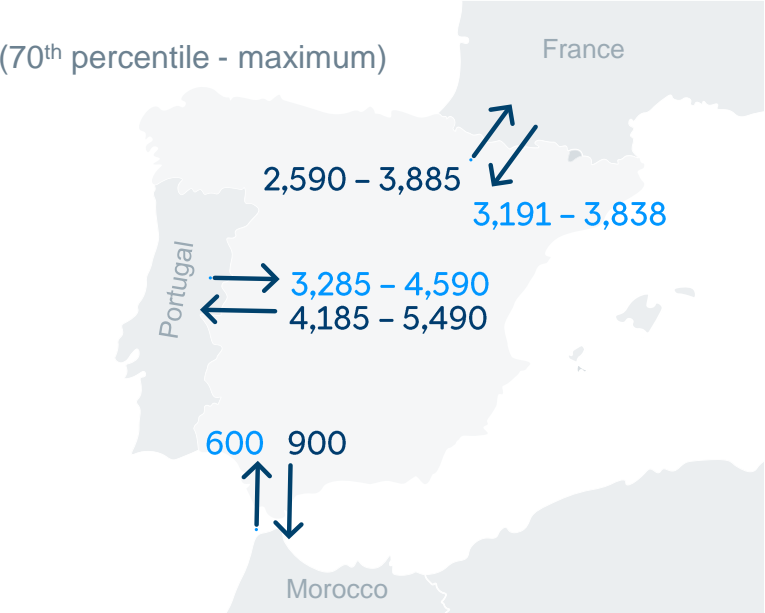 (70th percentile - maximum)
France
2,590 – 3,885
3,191 – 3,838
Portugal
3,285 – 4,590
4,185 – 5,490
600 900
Morocco